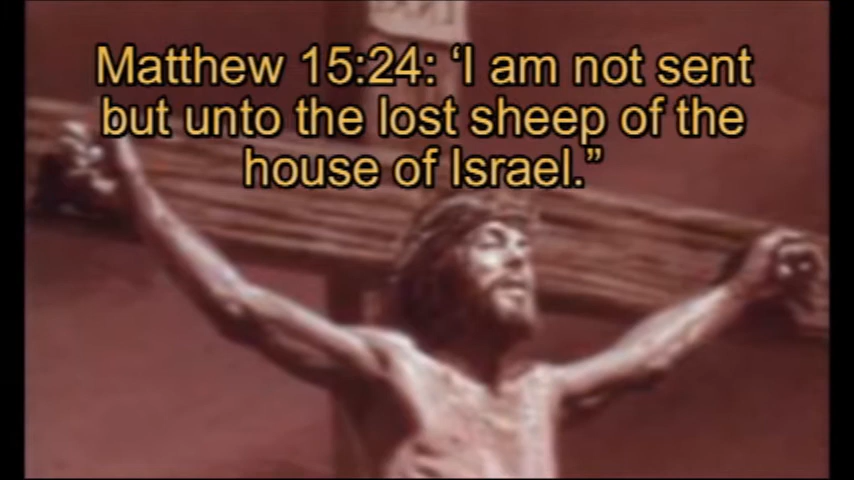 Matthew 15:24: ‘I am not sent
but unto the lost sheep of the
house of Israel.”